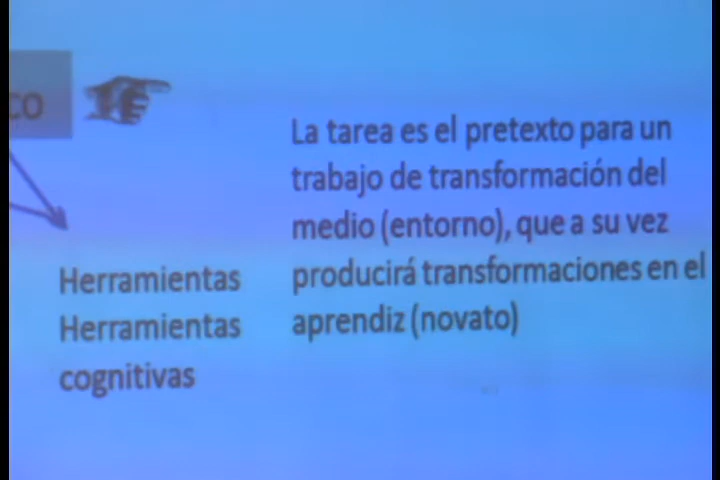 La tarea es el pretexto para un
trabajo de transformación del
medio (entorno), que a su vez
producirá transformaciones en el
aprendiz (novato)
Herramientas
Herramientas
cognitivas